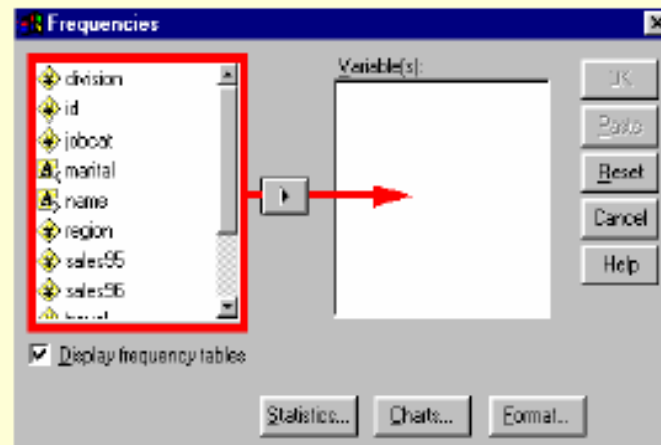 Frequencies
division
id
jobcat
marital
name
region
sales95
sales96
Variable(s):
OK
Paste
Reset
Cancel
Help
Display frequency tables
Statistics...
Charts...
Format...